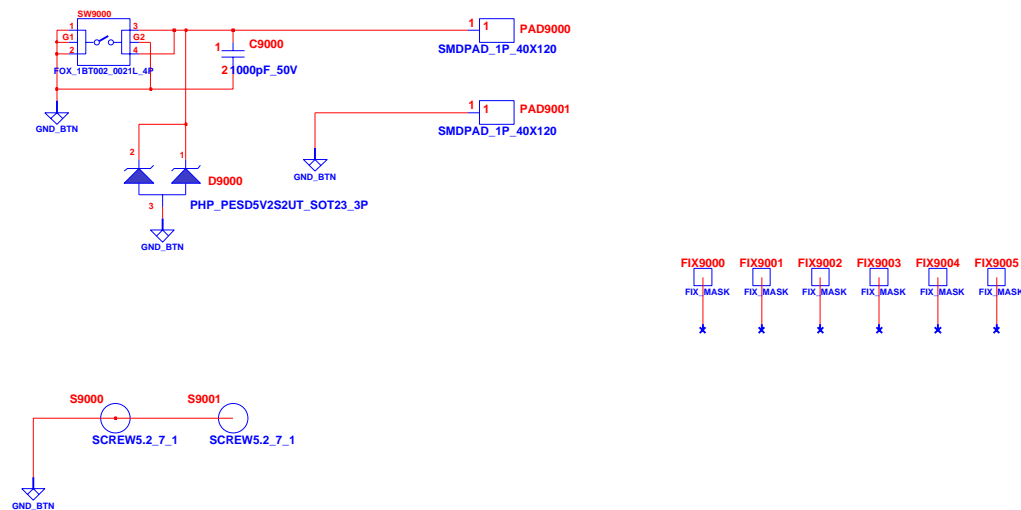 SW9000
1
3
G1
G2
2
4
FOX_1BT002_0021L_4P
GND_BTN
1
C9000
2
1000pF_50V
1
1
PAD9000
SMDPAD_1P_40X120
1
1
PAD9001
SMDPAD_1P_40X120
GND_BTN
2
1
D9000
3
PHP_PESD5V2S2UT_SOT23_3P
GND_BTN
FIX9000
FIX9001
FIX9002
FIX9003
FIX9004
FIX9005
FIX_MASK
FIX_MASK
FIX_MASK
FIX_MASK
FIX_MASK
FIX_MASK
S9000
S9001
SCREW5.2_7_1
SCREW5.2_7_1
GND_BTN